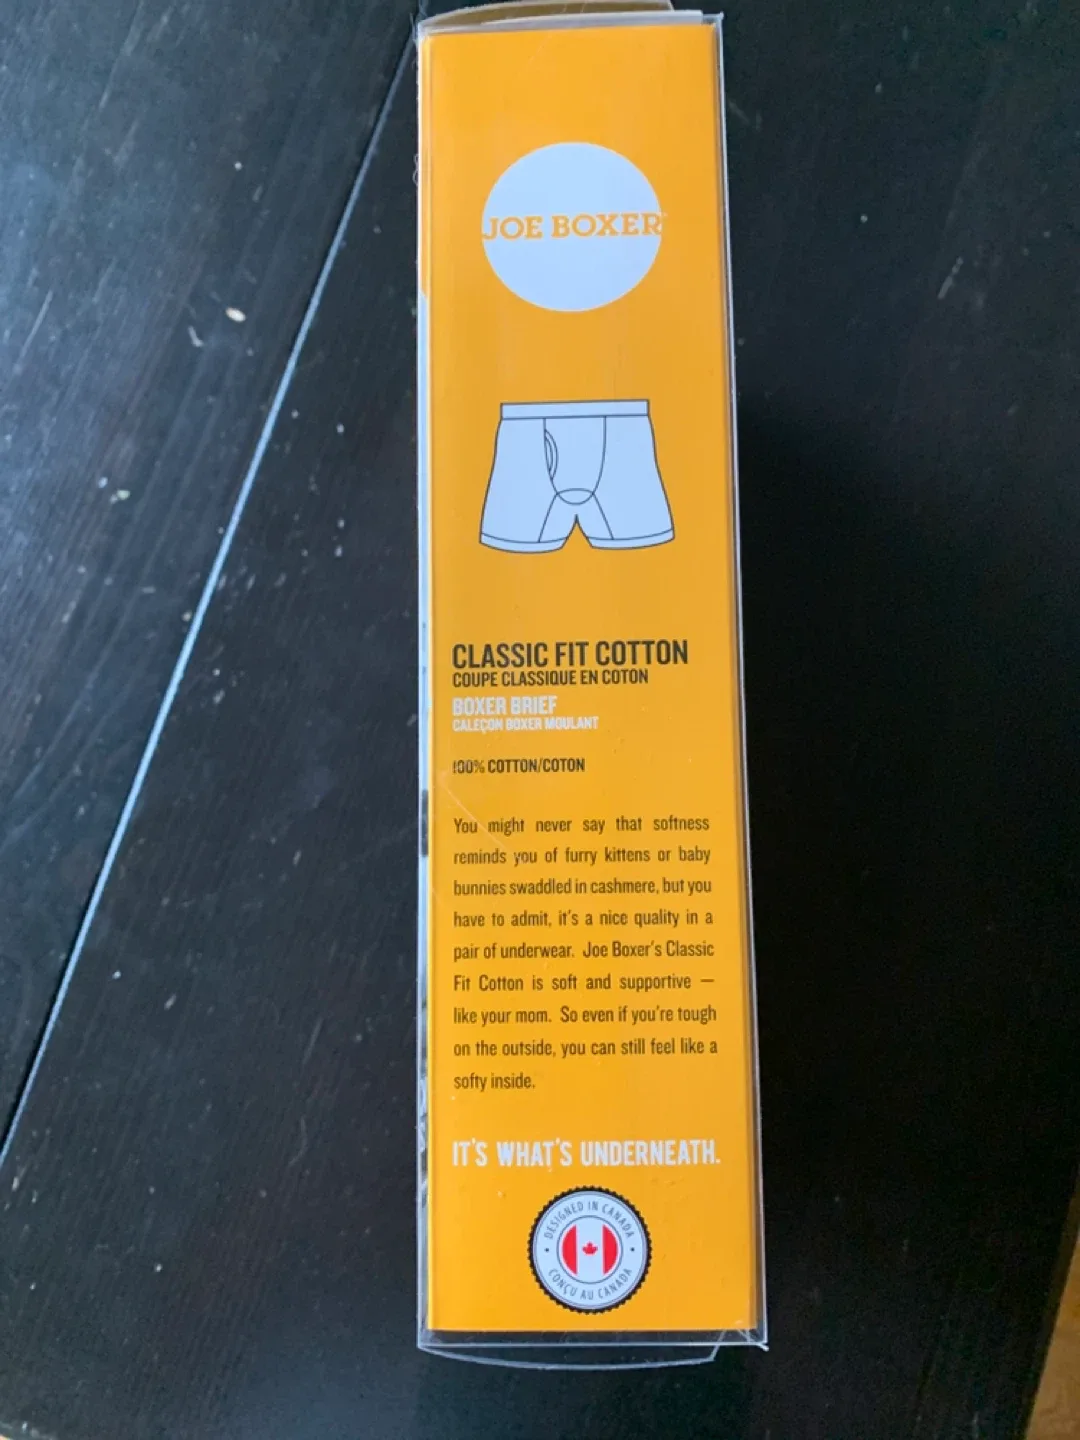 JOE BOXER
CLASSIC FIT COTTON
COUPE CLASSIQUE EN COTON
BOXER BRIEF
CALEÇON BOXER MOULANT
100% COTTON/COTON
You might never say that softness
reminds you of furry kittens or baby
bunnies swaddled in cashmere, but you
have to admit, it's a nice quality in a
pair of underwear. Joe Boxer's Classic
Fit Cotton is soft and supportive —
like your mom. So even if you're tough
on the outside, you can still feel like a
softy inside.
IT'S WHAT'S UNDERNEATH.
DESIGNED IN CANADA
CONÇU AU CANADA